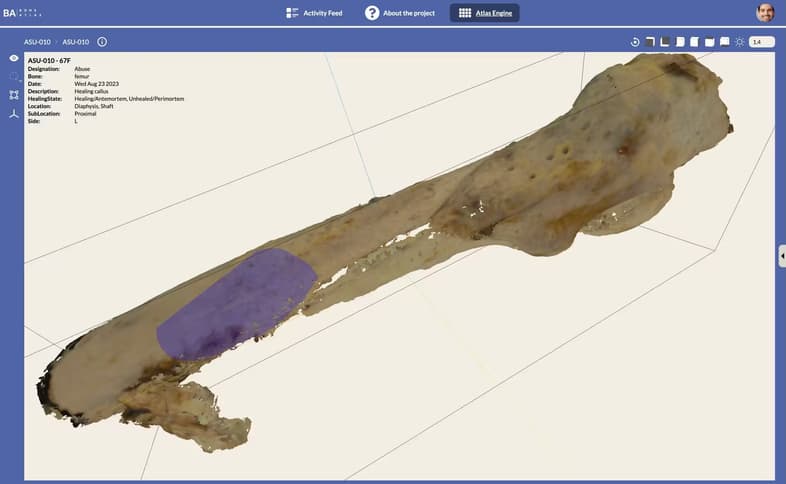 BA BONE ATLAS
Activity Feed
? About the project
Atlas Engine
ASU-010 › ASU-010
1.4
ASU-010 - 67F
Designation: Abuse
Bone: femur
Date: Wed Aug 23 2023
Description: Healing callus
HealingState: Healing/Antemortem, Unhealed/Perimortem
Location: Diaphysis, Shaft
SubLocation: Proximal
Side: L